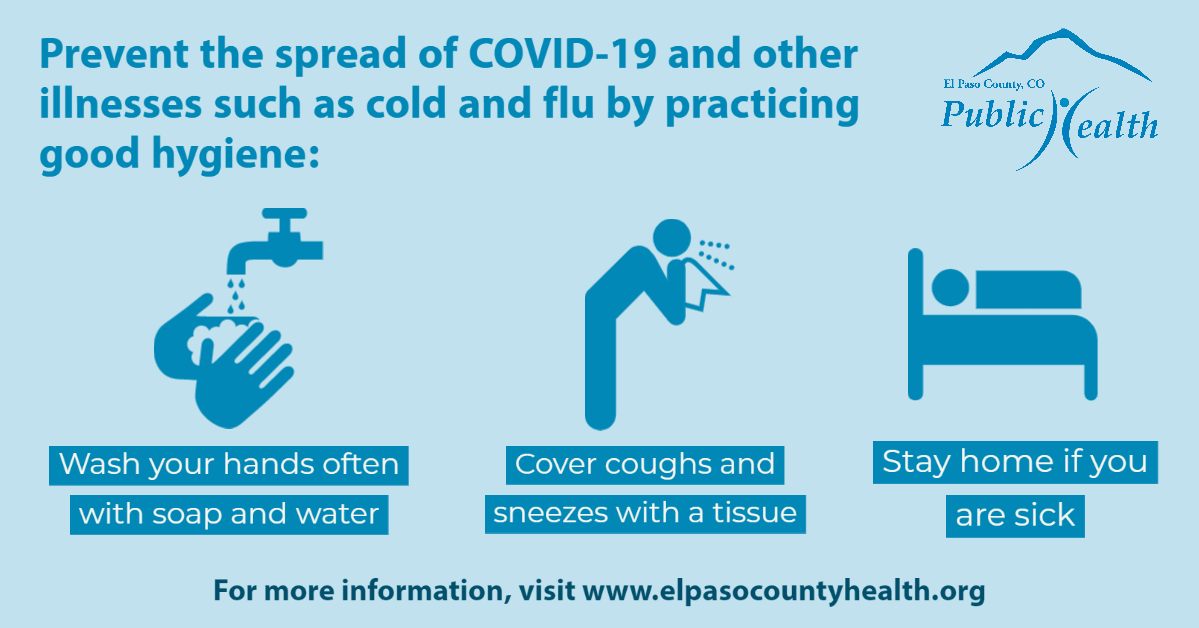 Prevent the spread of COVID-19 and other
illnesses such as cold and flu by practicing
good hygiene:
El Paso County, CO
Public Health
Wash your hands often
with soap and water
Cover coughs and
sneezes with a tissue
Stay home if you
are sick
For more information, visit www.elpasocountyhealth.org